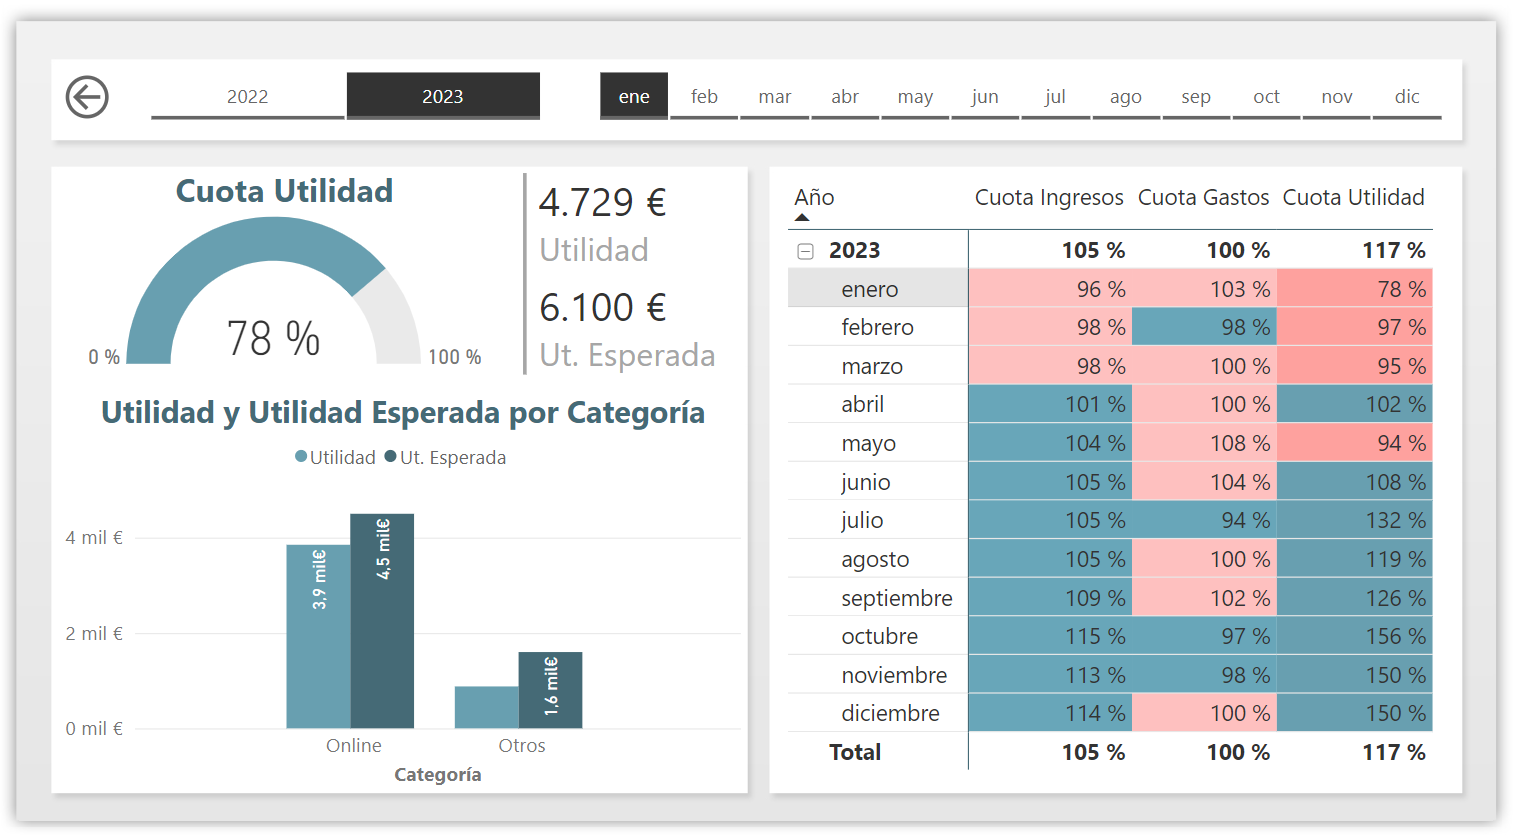 2022 2023 ene feb mar abr may jun jul ago sep oct nov dic
Cuota Utilidad
78 %
0 %
100 %
4.729 €
Utilidad
6.100 €
Ut. Esperada
Utilidad y Utilidad Esperada por Categoría
Utilidad Ut. Esperada
4 mil €
2 mil €
0 mil €
3,9 mil€
4,5 mil€
1,6 mil€
Online Otros
Categoría
Año Cuota Ingresos Cuota Gastos Cuota Utilidad
2023 105 % 100 % 117 %
enero 96 % 103 % 78 %
febrero 98 % 98 % 97 %
marzo 98 % 100 % 95 %
abril 101 % 100 % 102 %
mayo 104 % 108 % 94 %
junio 105 % 104 % 108 %
julio 105 % 94 % 132 %
agosto 105 % 100 % 119 %
septiembre 109 % 102 % 126 %
octubre 115 % 97 % 156 %
noviembre 113 % 98 % 150 %
diciembre 114 % 100 % 150 %
Total 105 % 100 % 117 %